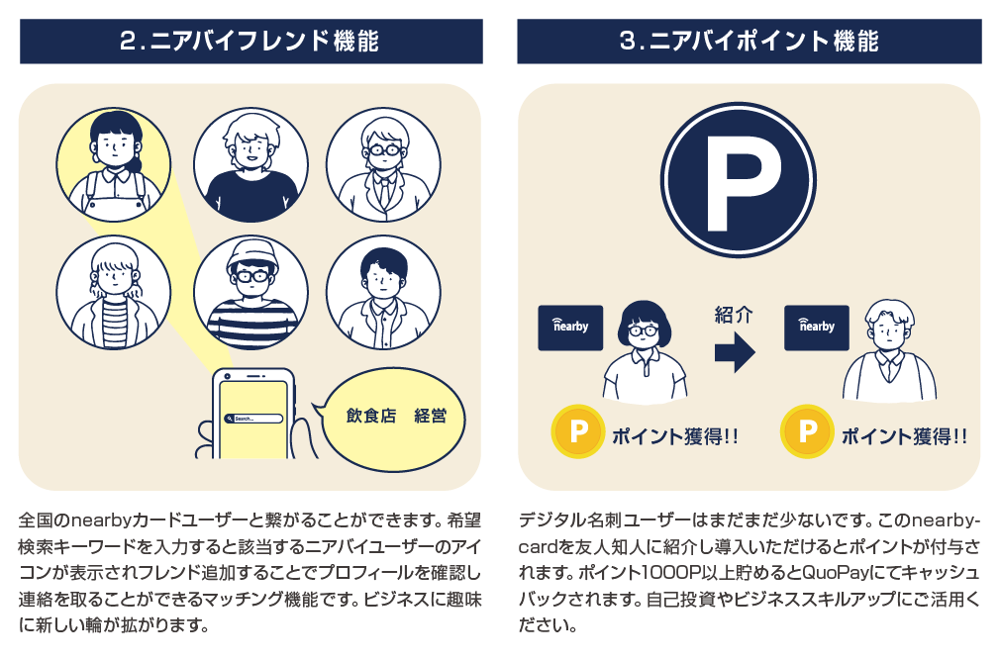 2.ニアバイフレンド機能
Search...
飲食店　経営
全国のnearbyカードユーザーと繋がることができます。希望
検索キーワードを入力すると該当するニアバイユーザーのアイ
コンが表示されフレンド追加することでプロフィールを確認し
連絡を取ることができるマッチング機能です。ビジネスに趣味
に新しい輪が拡がります。
3.ニアバイポイント機能
P
nearby
紹介
nearby
P
ポイント獲得!!
P
ポイント獲得!!
デジタル名刺ユーザーはまだまだ少ないです。このnearby-
cardを友人知人に紹介し導入いただけるとポイントが付与さ
れます。ポイント1000P以上貯めるとQuoPayにてキャッシュ
バックされます。自己投資やビジネススキルアップにご活用く
ださい。